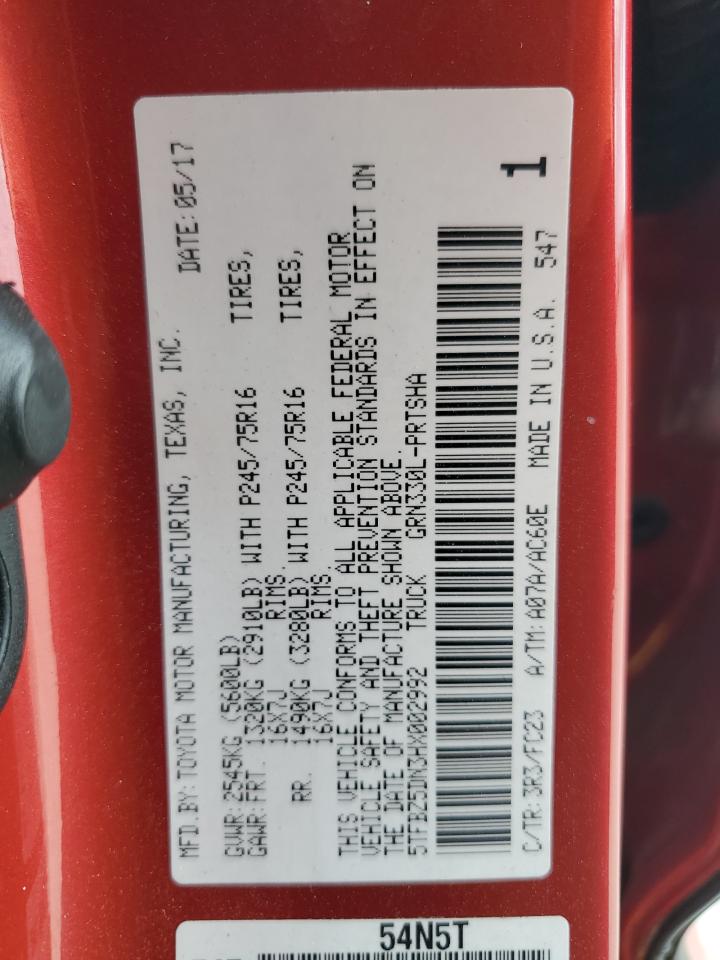 MFD.BY:TOYOTA MOTOR MANUFACTURING, TEXAS, INC. DATE:05/17
GVWR:2545KG (5600LB)
GAWR:FRT. 1320KG (2910LB) WITH P245/75R16 TIRES,
16X7J RIMS.
RR. 1490KG (3280LB) WITH P245/75R16 TIRES,
16X7J RIMS.
THIS VEHICLE CONFORMS TO ALL APPLICABLE FEDERAL MOTOR
VEHICLE SAFETY AND THEFT PREVENTION STANDARDS IN EFFECT ON
THE DATE OF MANUFACTURE SHOWN ABOVE.
5TFBZ5DN3HX002992 TRUCK GRN330L-PRTSHA
1
C/TR:3R3/FC23 A/TM:A07A/AC60E MADE IN U.S.A. 547
54N5T